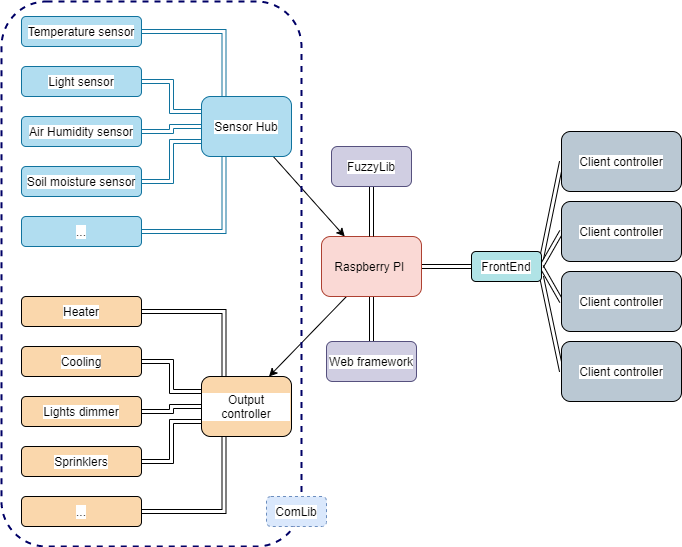 Temperature sensor
Light sensor
Air Humidity sensor
Soil moisture sensor
...
Sensor Hub
FuzzyLib
Raspberry PI
Web framework
FrontEnd
Client controller
Client controller
Client controller
Client controller
Heater
Cooling
Lights dimmer
Sprinklers
...
Output
controller
ComLib